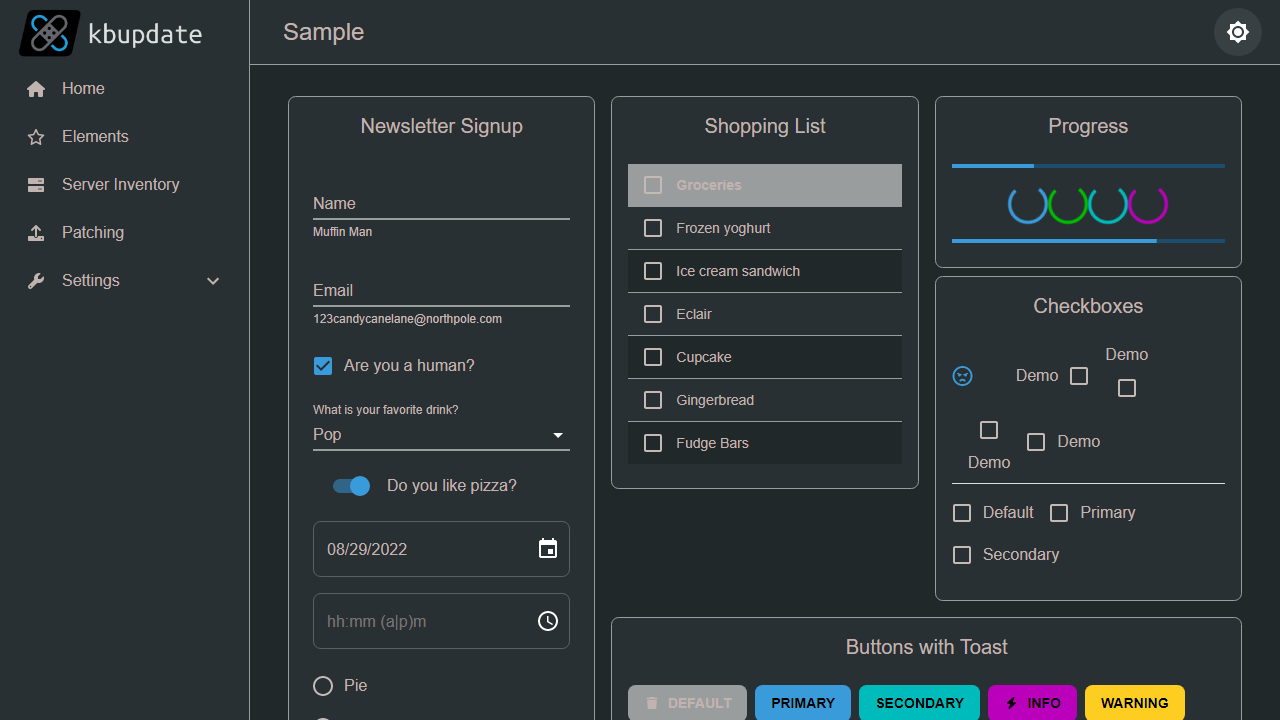 kbupdate
Home
Elements
Server Inventory
Patching
Settings
Sample
Newsletter Signup
Name
Muffin Man
Email
123candycanelane@northpole.com
Are you a human?
What is your favorite drink?
Pop
Do you like pizza?
08/29/2022
hh:mm (a|p)m
Pie
Shopping List
Groceries
Frozen yoghurt
Ice cream sandwich
Eclair
Cupcake
Gingerbread
Fudge Bars
Progress
Checkboxes
Demo
Demo
Demo
Demo
Default
Primary
Secondary
Buttons with Toast
DEFAULT
PRIMARY
SECONDARY
INFO
WARNING